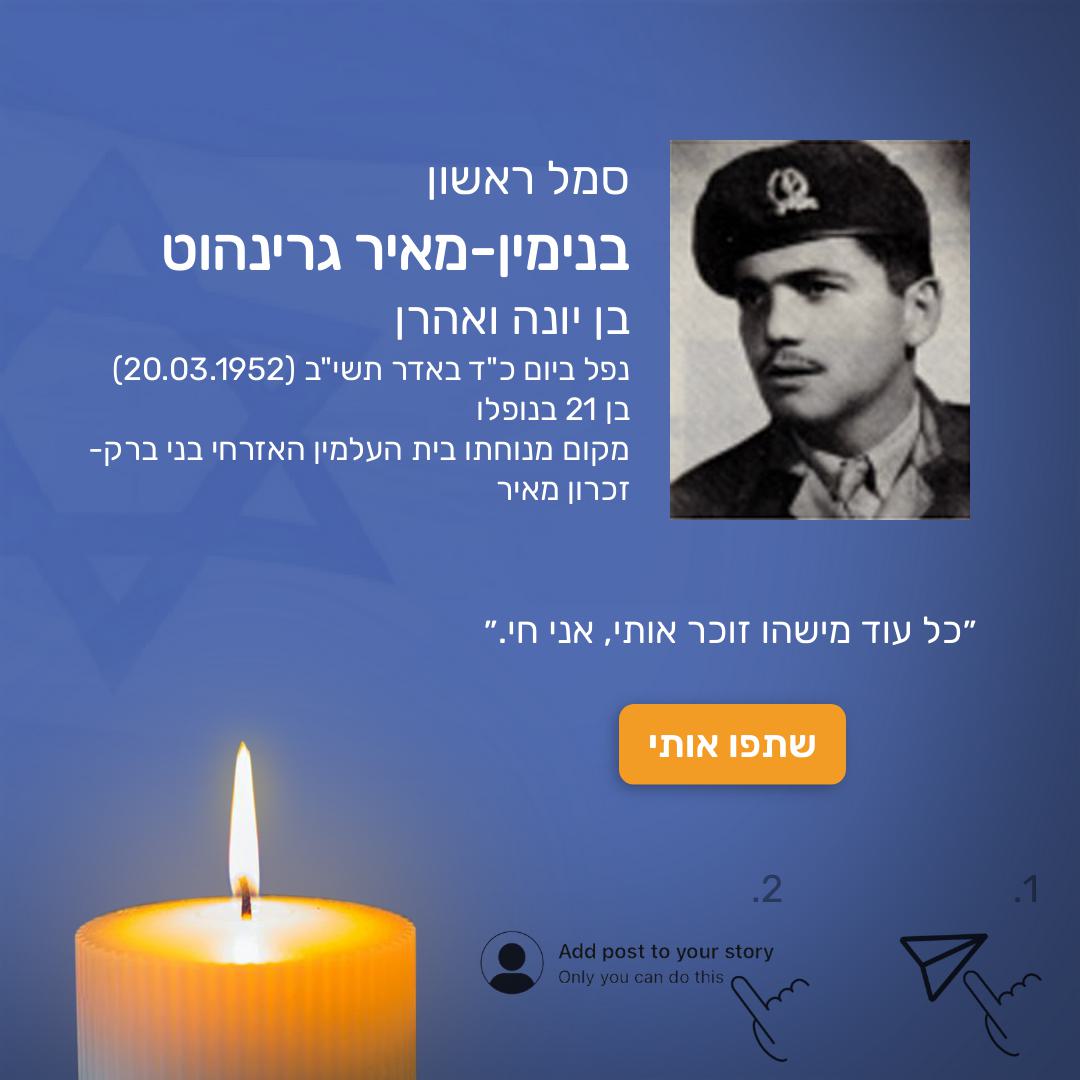 סמל ראשון
בנימין-מאיר גרינהוט
בן יונה ואהרן
נפל ביום כ"ד באדר תשי"ב (20.03.1952)
בן 21 בנופלו
מקום מנוחתו בית העלמין האזרחי בני ברק-
זכרון מאיר
״כל עוד מישהו זוכר אותי, אני חי.״
שתפו אותי
.1
.2
Add post to your story
Only you can do this